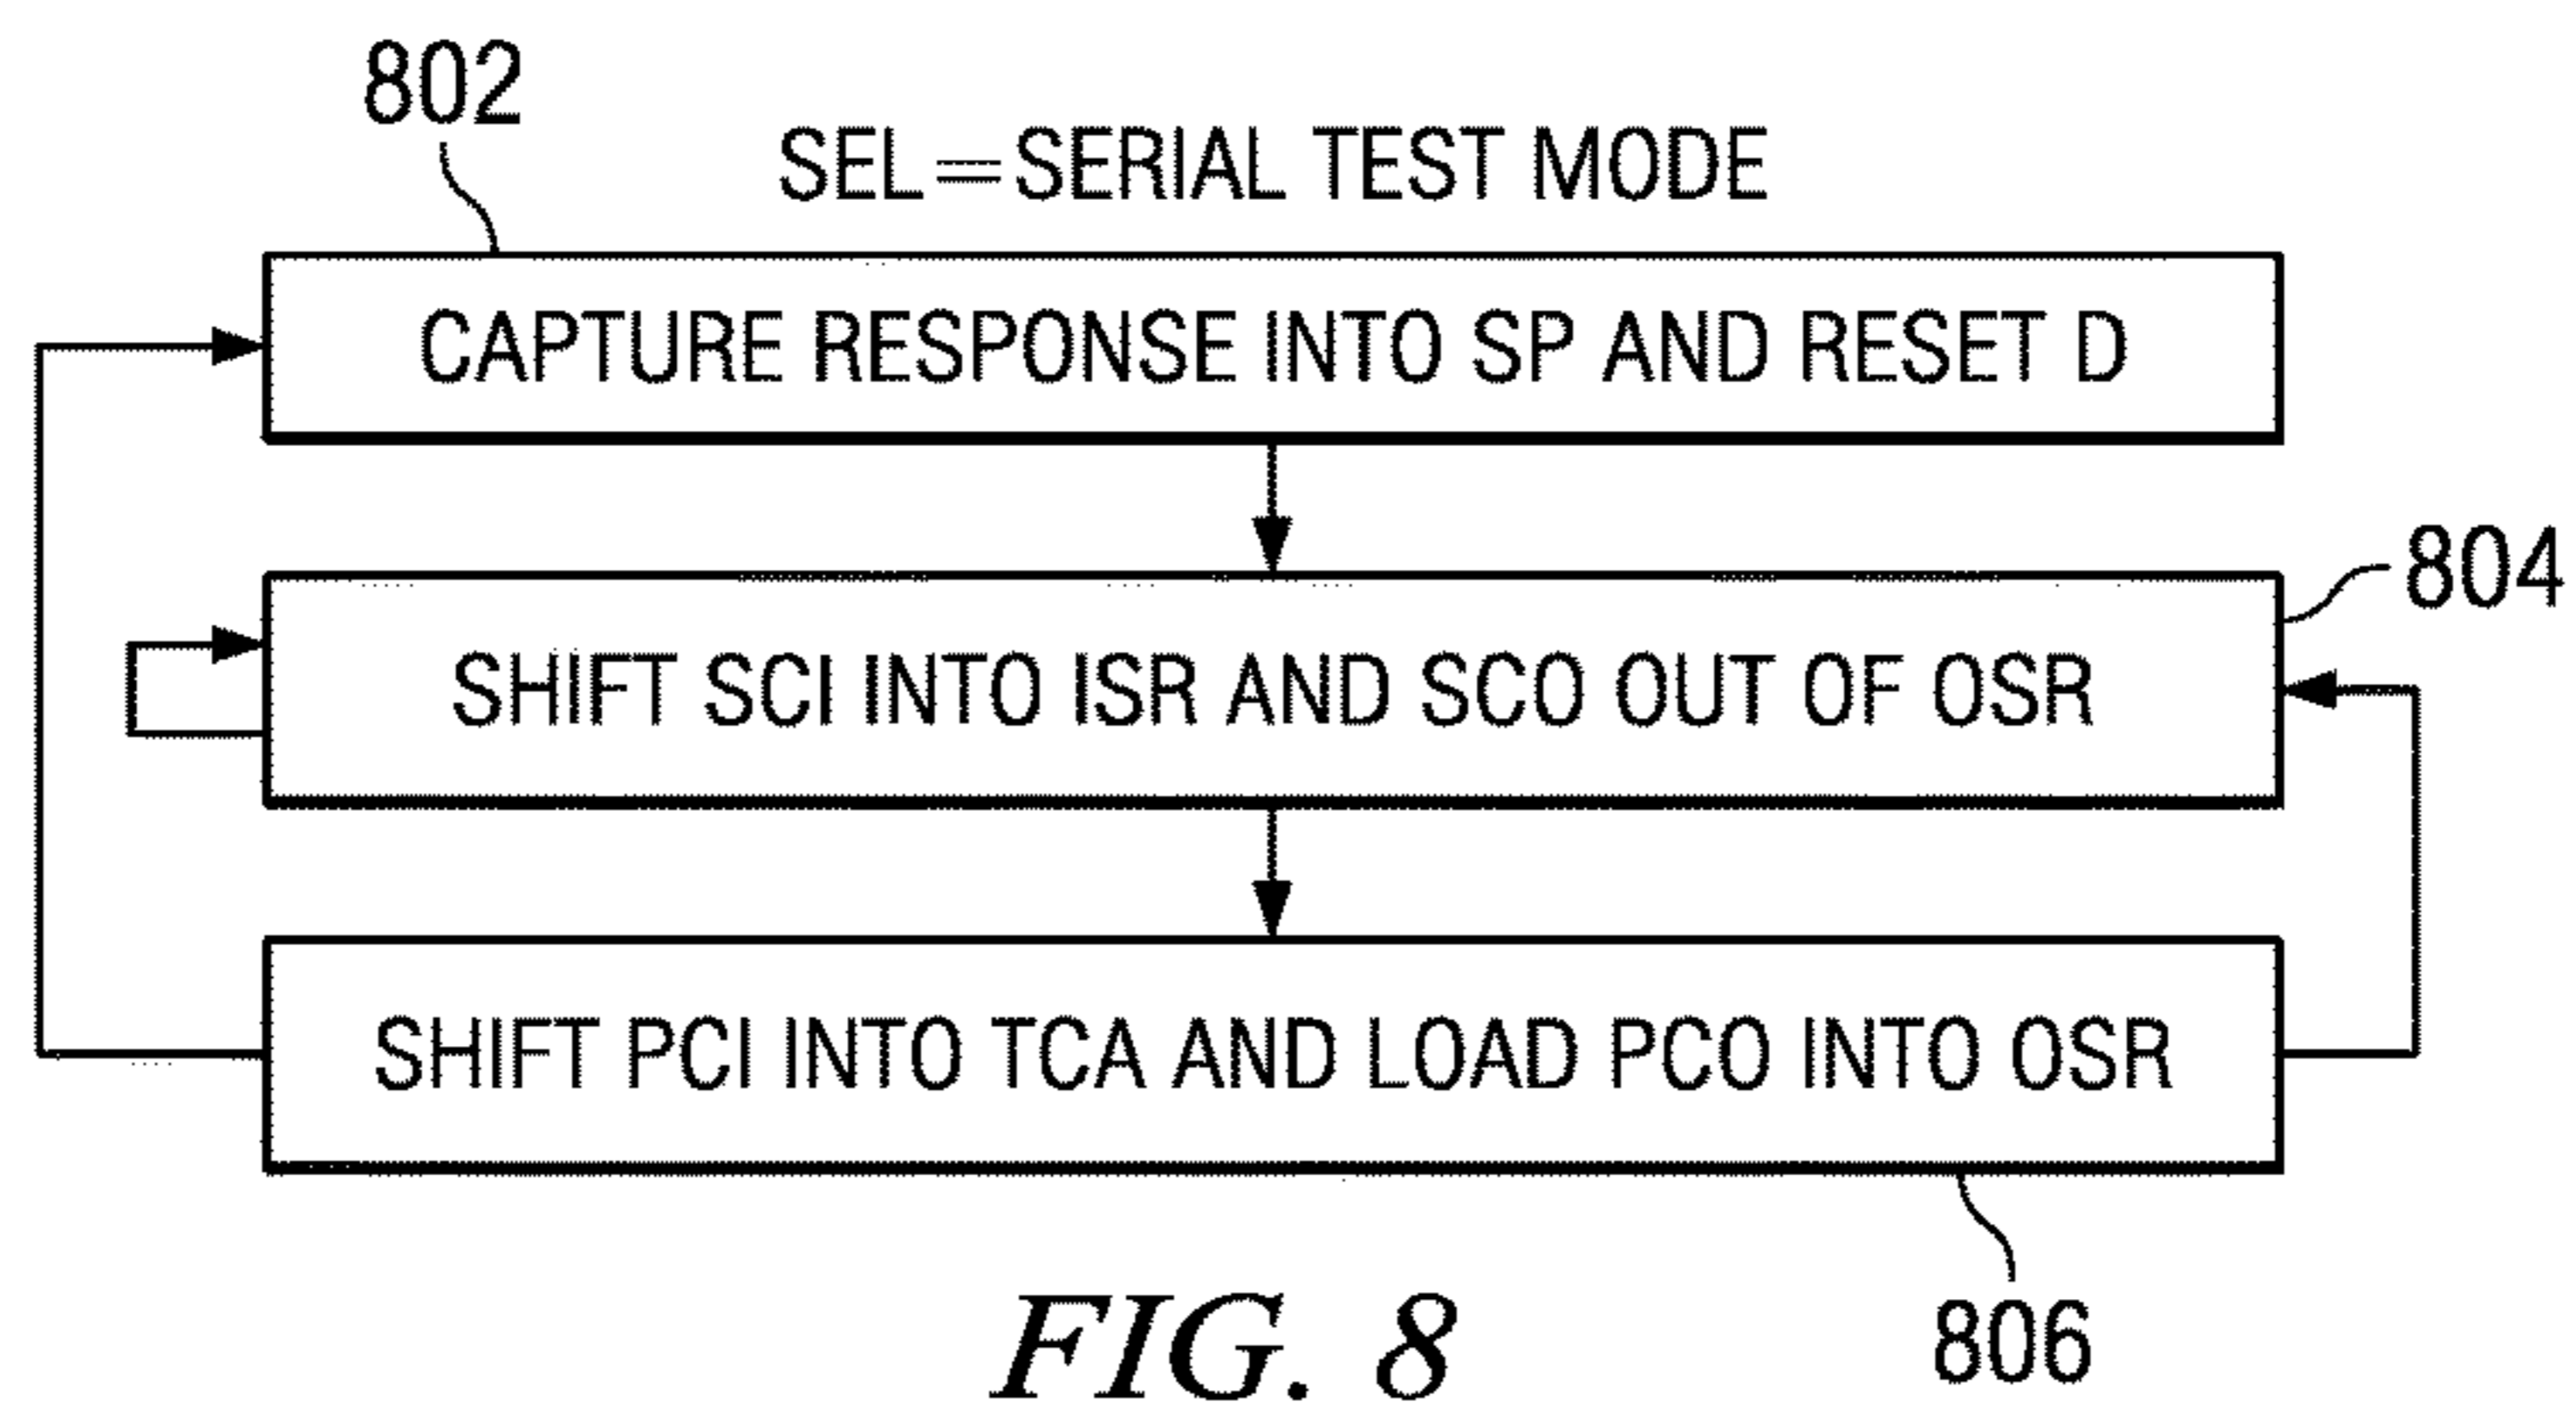 802
SEL=SERIAL TEST MODE
CAPTURE RESPONSE INTO SP AND RESET D
804
SHIFT SCI INTO ISR AND SCO OUT OF OSR
SHIFT PCI INTO TCA AND LOAD PCO INTO OSR
806
FIG. 8